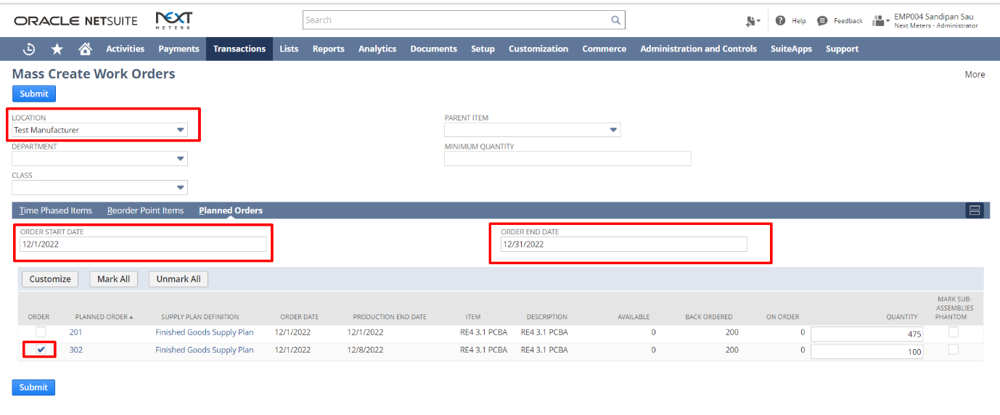 ORACLE NETSUITE
NEXT
METERS
Search
Help
Feedback
EMP004 Sandipan Sau
Next Meters - Administrator
Activities Payments Transactions Lists Reports Analytics Documents Setup Customization Commerce Administration and Controls SuiteApps Support
Mass Create Work Orders
More
Submit
LOCATION
Test Manufacturer
PARENT ITEM
DEPARTMENT
MINIMUM QUANTITY
CLASS
Time Phased Items Reorder Point Items Planned Orders
ORDER START DATE
12/1/2022
ORDER END DATE
12/31/2022
Customize Mark All Unmark All
ORDER PLANNED ORDER SUPPLY PLAN DEFINITION ORDER DATE PRODUCTION END DATE ITEM DESCRIPTION AVAILABLE BACK ORDERED ON ORDER QUANTITY
MARK SUB-
ASSEMBLIES
PHANTOM
201 Finished Goods Supply Plan 12/1/2022 12/1/2022 RE4 3.1 PCBA RE4 3.1 PCBA 0 200 0 475
302 Finished Goods Supply Plan 12/1/2022 12/8/2022 RE4 3.1 PCBA RE4 3.1 PCBA 0 200 0 100
Submit